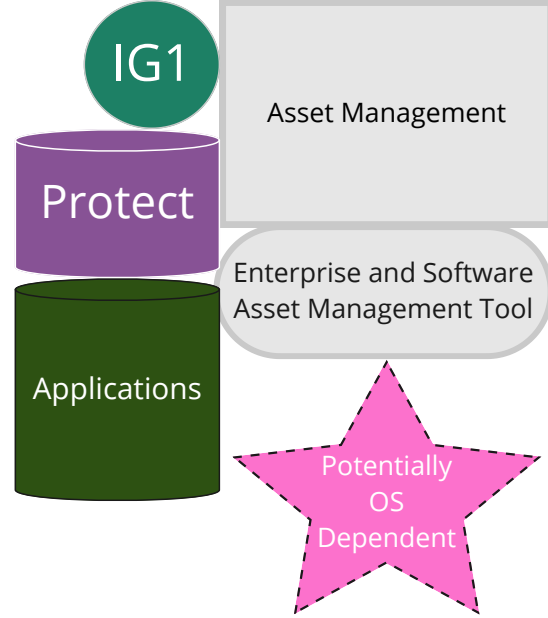 IG1
Asset Management
Protect
Enterprise and Software
Asset Management Tool
Applications
Potentially
OS
Dependent